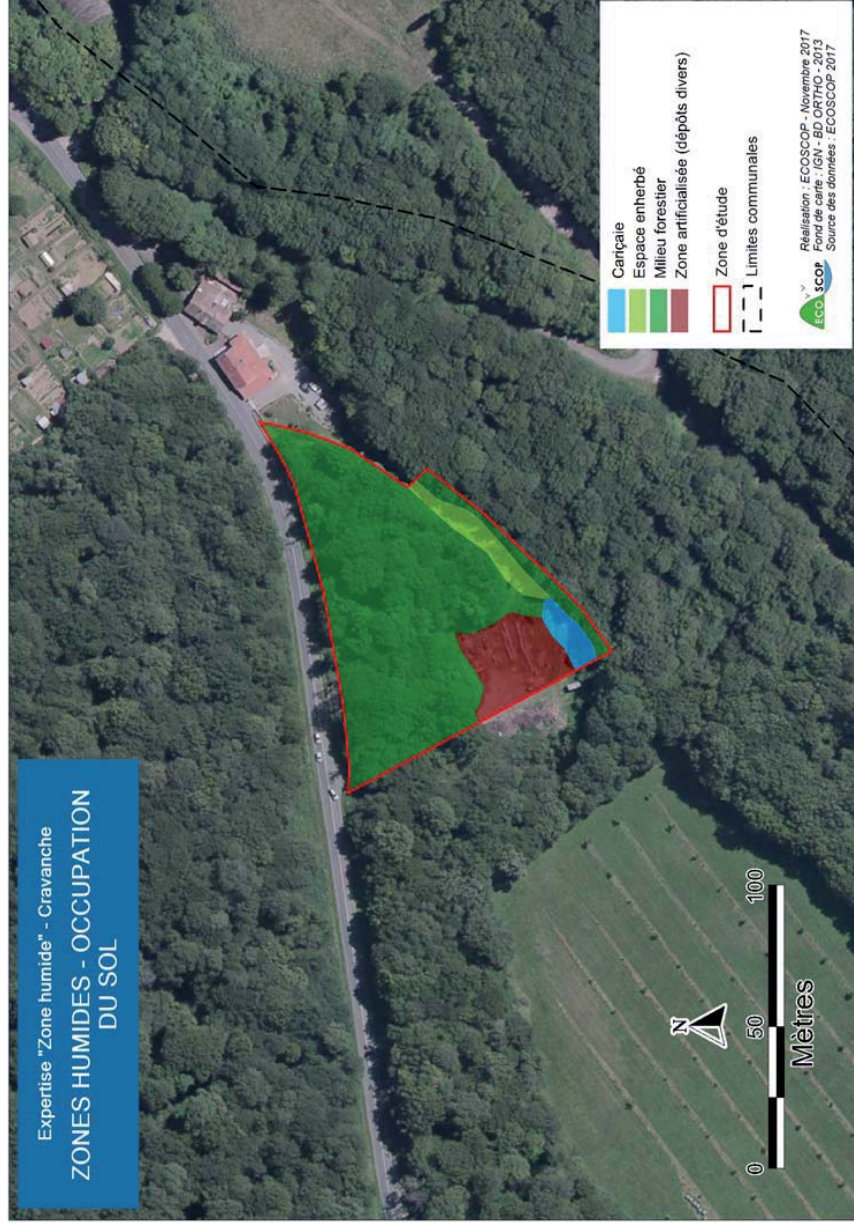 Expertise "Zone humide" - Cravanche
ZONES HUMIDES - OCCUPATION
DU SOL
Cariçaie
Espace enherbé
Milieu forestier
Zone artificialisée (dépôts divers)
Zone d'étude
Limites communales
ECO SCOP
Réalisation : ECOSCOP - Novembre 2017
Fond de carte : IGN - BD ORTHO - 2013
Source des données : ECOSCOP 2017
N
0 50 100
Mètres